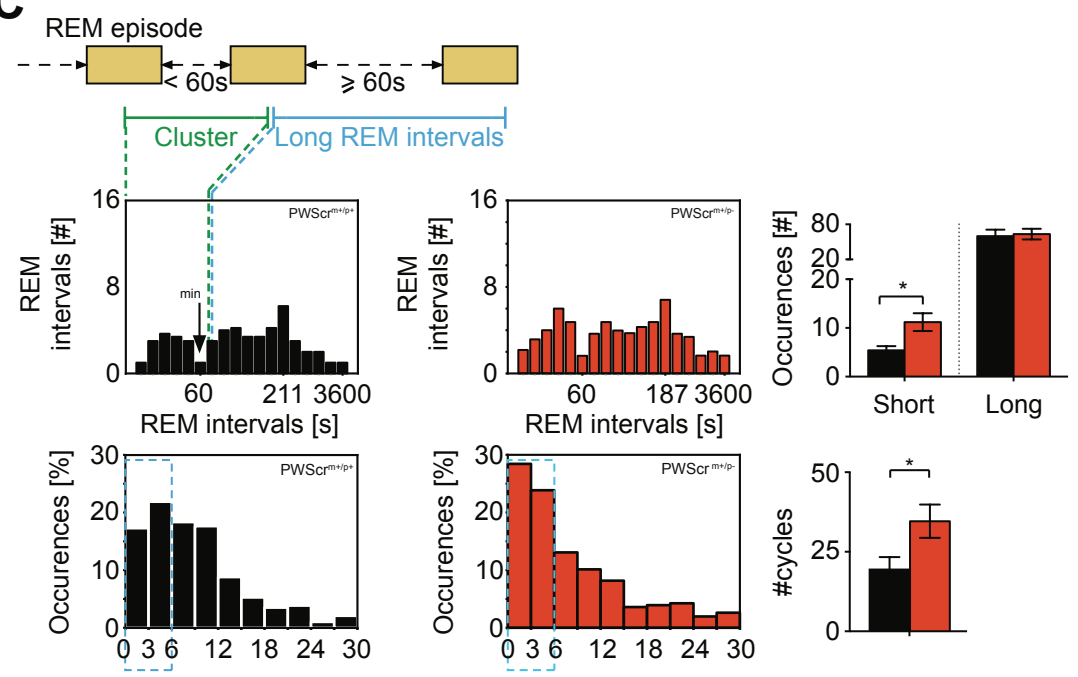 C
REM episode
< 60s
⩾ 60s
Cluster
Long REM intervals
16
8
0
REM
intervals [#]
PWScrm+/p+
min
60
211
3600
REM intervals [s]
16
8
0
REM
intervals [#]
PWScrm+/p-
60
187
3600
REM intervals [s]
80
20
20
10
0
Occurences [#]
*
Short
Long
30
20
10
0
Occurences [%]
PWScrm+/p+
0 3 6 12 18 24 30
30
20
10
0
Occurences [%]
PWScr m+/p-
0 3 6 12 18 24 30
50
25
0
#cycles
*